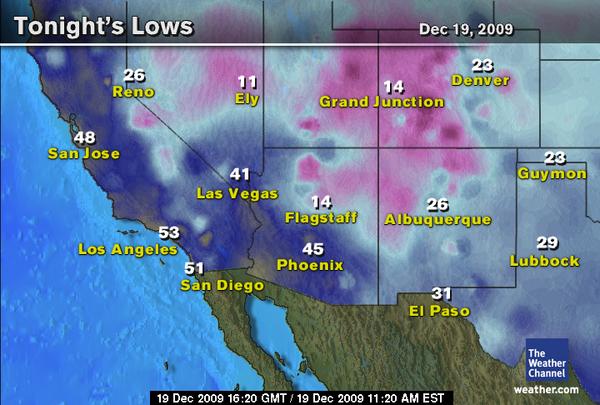 Tonight's Lows
Dec 19, 2009
26
Reno
11
Ely
14
Grand Junction
23
Denver
48
San Jose
41
Las Vegas
23
Guymon
14
Flagstaff
26
Albuquerque
53
Los Angeles
45
Phoenix
29
Lubbock
51
San Diego
31
El Paso
The
Weather
Channel
weather.com
19 Dec 2009 16:20 GMT / 19 Dec 2009 11:20 AM EST